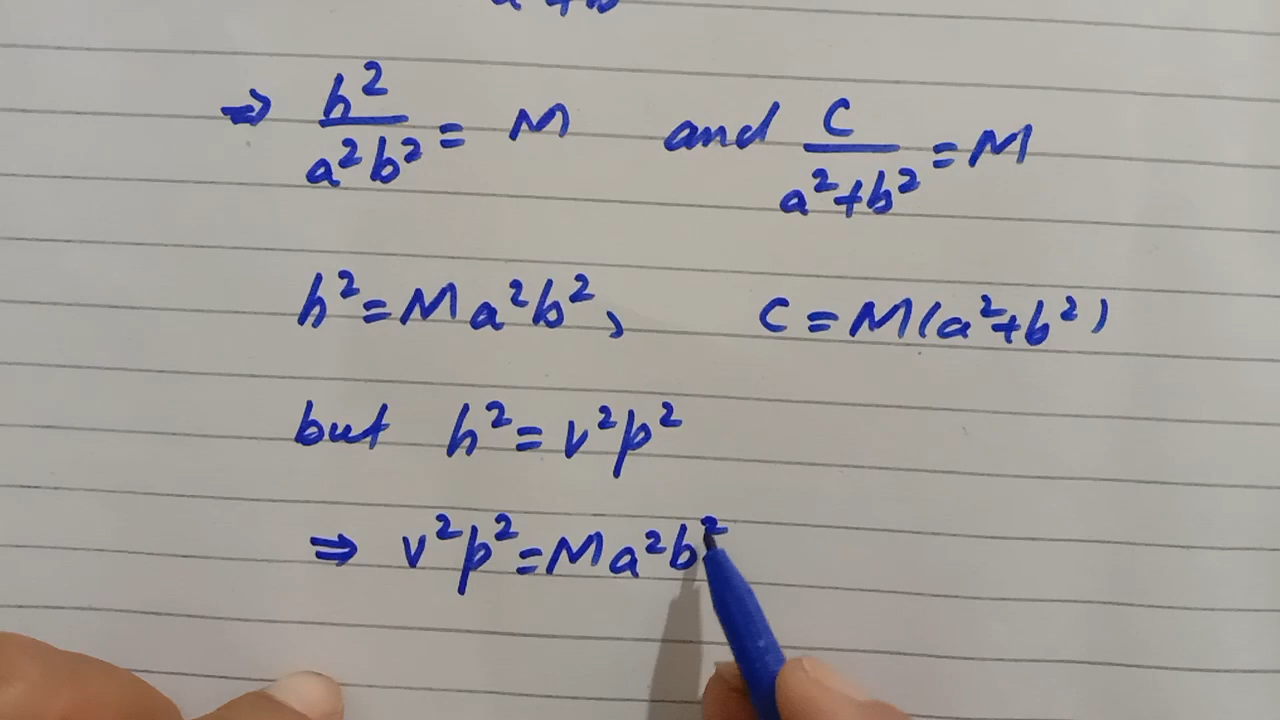 ⇒ h²/a²b² = M and c/a²+b² = M
h² = Ma²b², c = M(a²+b²)
but h² = v²p²
⇒ v²p² = Ma²b²